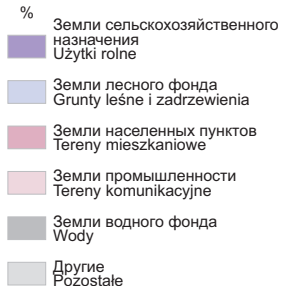 %
Земли сельскохозяйственного
назначения
Użytki rolne
Земли лесного фонда
Grunty leśne i zadrzewienia
Земли населенных пунктов
Tereny mieszkaniowe
Земли промышленности
Tereny komunikacyjne
Земли водного фонда
Wody
Другие
Pozostałe